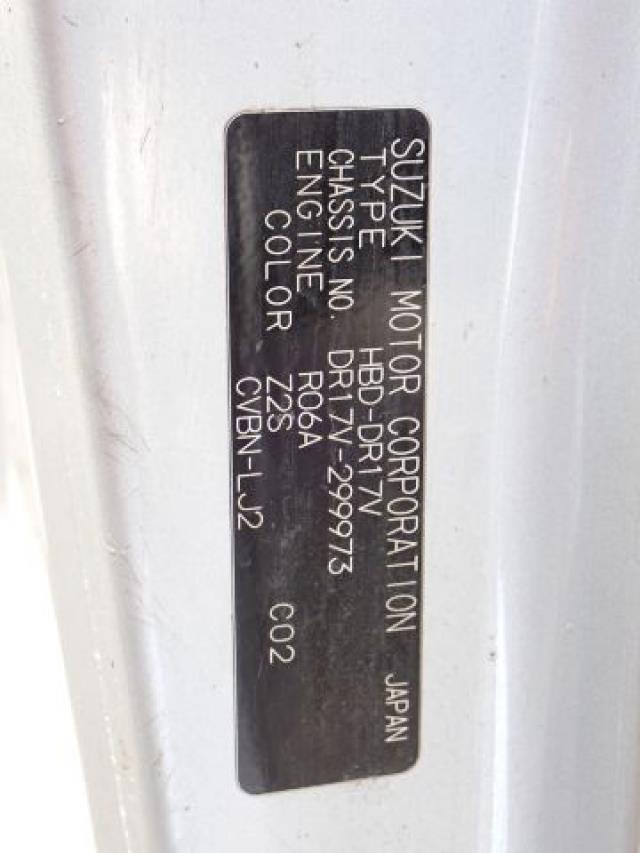 SUZUKI MOTOR CORPORATION JAPAN
TYPE HBD-DR17V
CHASSIS NO. DR17V-299973
ENGINE R06A
COLOR Z2S C02
CVBN-LJ2